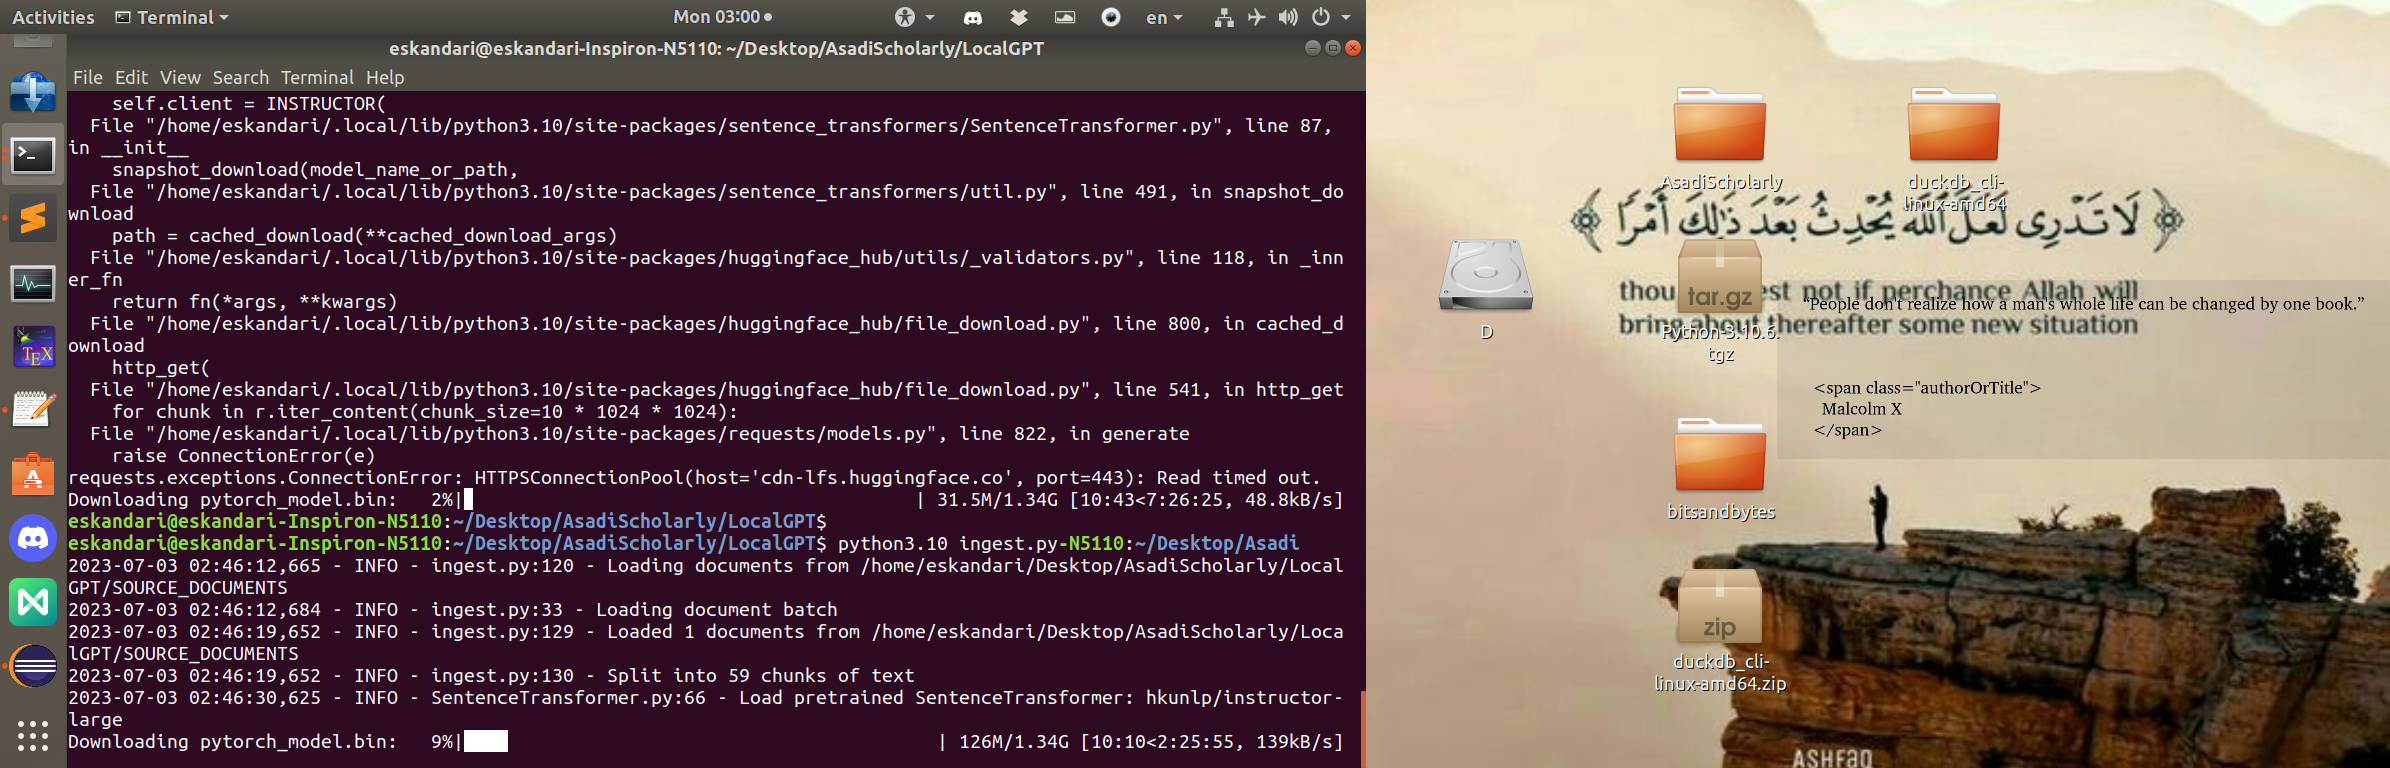 Activities
Terminal
Mon 03:00
en
eskandari@eskandari-Inspiron-N5110: ~/Desktop/AsadiScholarly/LocalGPT
File Edit View Search Terminal Help
self.client = INSTRUCTOR(
File "/home/eskandari/.local/lib/python3.10/site-packages/sentence_transformers/SentenceTransformer.py", line 87,
in __init__
snapshot_download(model_name_or_path,
File "/home/eskandari/.local/lib/python3.10/site-packages/sentence_transformers/util.py", line 491, in snapshot_do
wnload
path = cached_download(**cached_download_args)
File "/home/eskandari/.local/lib/python3.10/site-packages/huggingface_hub/utils/_validators.py", line 118, in _inn
er_fn
return fn(*args, **kwargs)
File "/home/eskandari/.local/lib/python3.10/site-packages/huggingface_hub/file_download.py", line 800, in cached_d
ownload
http_get(
File "/home/eskandari/.local/lib/python3.10/site-packages/huggingface_hub/file_download.py", line 541, in http_get
for chunk in r.iter_content(chunk_size=10 * 1024 * 1024):
File "/home/eskandari/.local/lib/python3.10/site-packages/requests/models.py", line 822, in generate
raise ConnectionError(e)
requests.exceptions.ConnectionError: HTTPSConnectionPool(host='cdn-lfs.huggingface.co', port=443): Read timed out.
Downloading pytorch_model.bin:   2%| | 31.5M/1.34G [10:43<7:26:25, 48.8kB/s]
eskandari@eskandari-Inspiron-N5110:~/Desktop/AsadiScholarly/LocalGPT$
eskandari@eskandari-Inspiron-N5110:~/Desktop/AsadiScholarly/LocalGPT$ python3.10 ingest.py-N5110:~/Desktop/Asadi
2023-07-03 02:46:12,665 - INFO - ingest.py:120 - Loading documents from /home/eskandari/Desktop/AsadiScholarly/Local
GPT/SOURCE_DOCUMENTS
2023-07-03 02:46:12,684 - INFO - ingest.py:33 - Loading document batch
2023-07-03 02:46:19,652 - INFO - ingest.py:129 - Loaded 1 documents from /home/eskandari/Desktop/AsadiScholarly/Loca
lGPT/SOURCE_DOCUMENTS
2023-07-03 02:46:19,652 - INFO - ingest.py:130 - Split into 59 chunks of text
2023-07-03 02:46:30,625 - INFO - SentenceTransformer.py:66 - Load pretrained SentenceTransformer: hkunlp/instructor-
large
Downloading pytorch_model.bin:   9%| | 126M/1.34G [10:10<2:25:55, 139kB/s]
TEX
AsadiScholarly
duckdb_cli-
linux-amd64
﴿ لَا تَدْرِى لَعَلَّ اللَّهَ يُحْدِثُ بَعْدَ ذَٰلِكَ أَمْرًا ﴾
D
tar.gz
Python-3.10.6.
tgz
not if perchance Allah will
bring about thereafter some new situation
“People don't realize how a man's whole life can be changed by one book.”
<span class="authorOrTitle">
Malcolm X
</span>
bitsandbytes
zip
duckdb_cli-
linux-amd64.zip
ASHFAQ